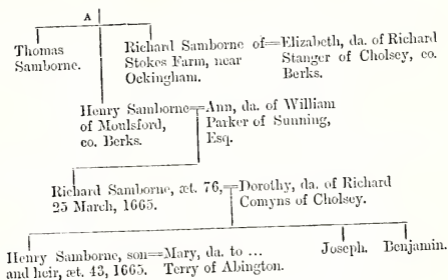 A
Thomas Samborne.
Richard Samborne of Stokes Farm, near Ockingham.
=Elizabeth, da. of Richard Stanger of Cholsey, co. Berks.
Henry Samborne of Moulsford, co. Berks.
=Ann, da. of William Parker of Sunning, Esq.
Richard Samborne, æt. 76, 25 March, 1665.
=Dorothy, da. of Richard Comyns of Cholsey.
Henry Samborne, son and heir, æt. 43, 1665.
=Mary, da. to ... Terry of Abington.
Joseph.
Benjamin.